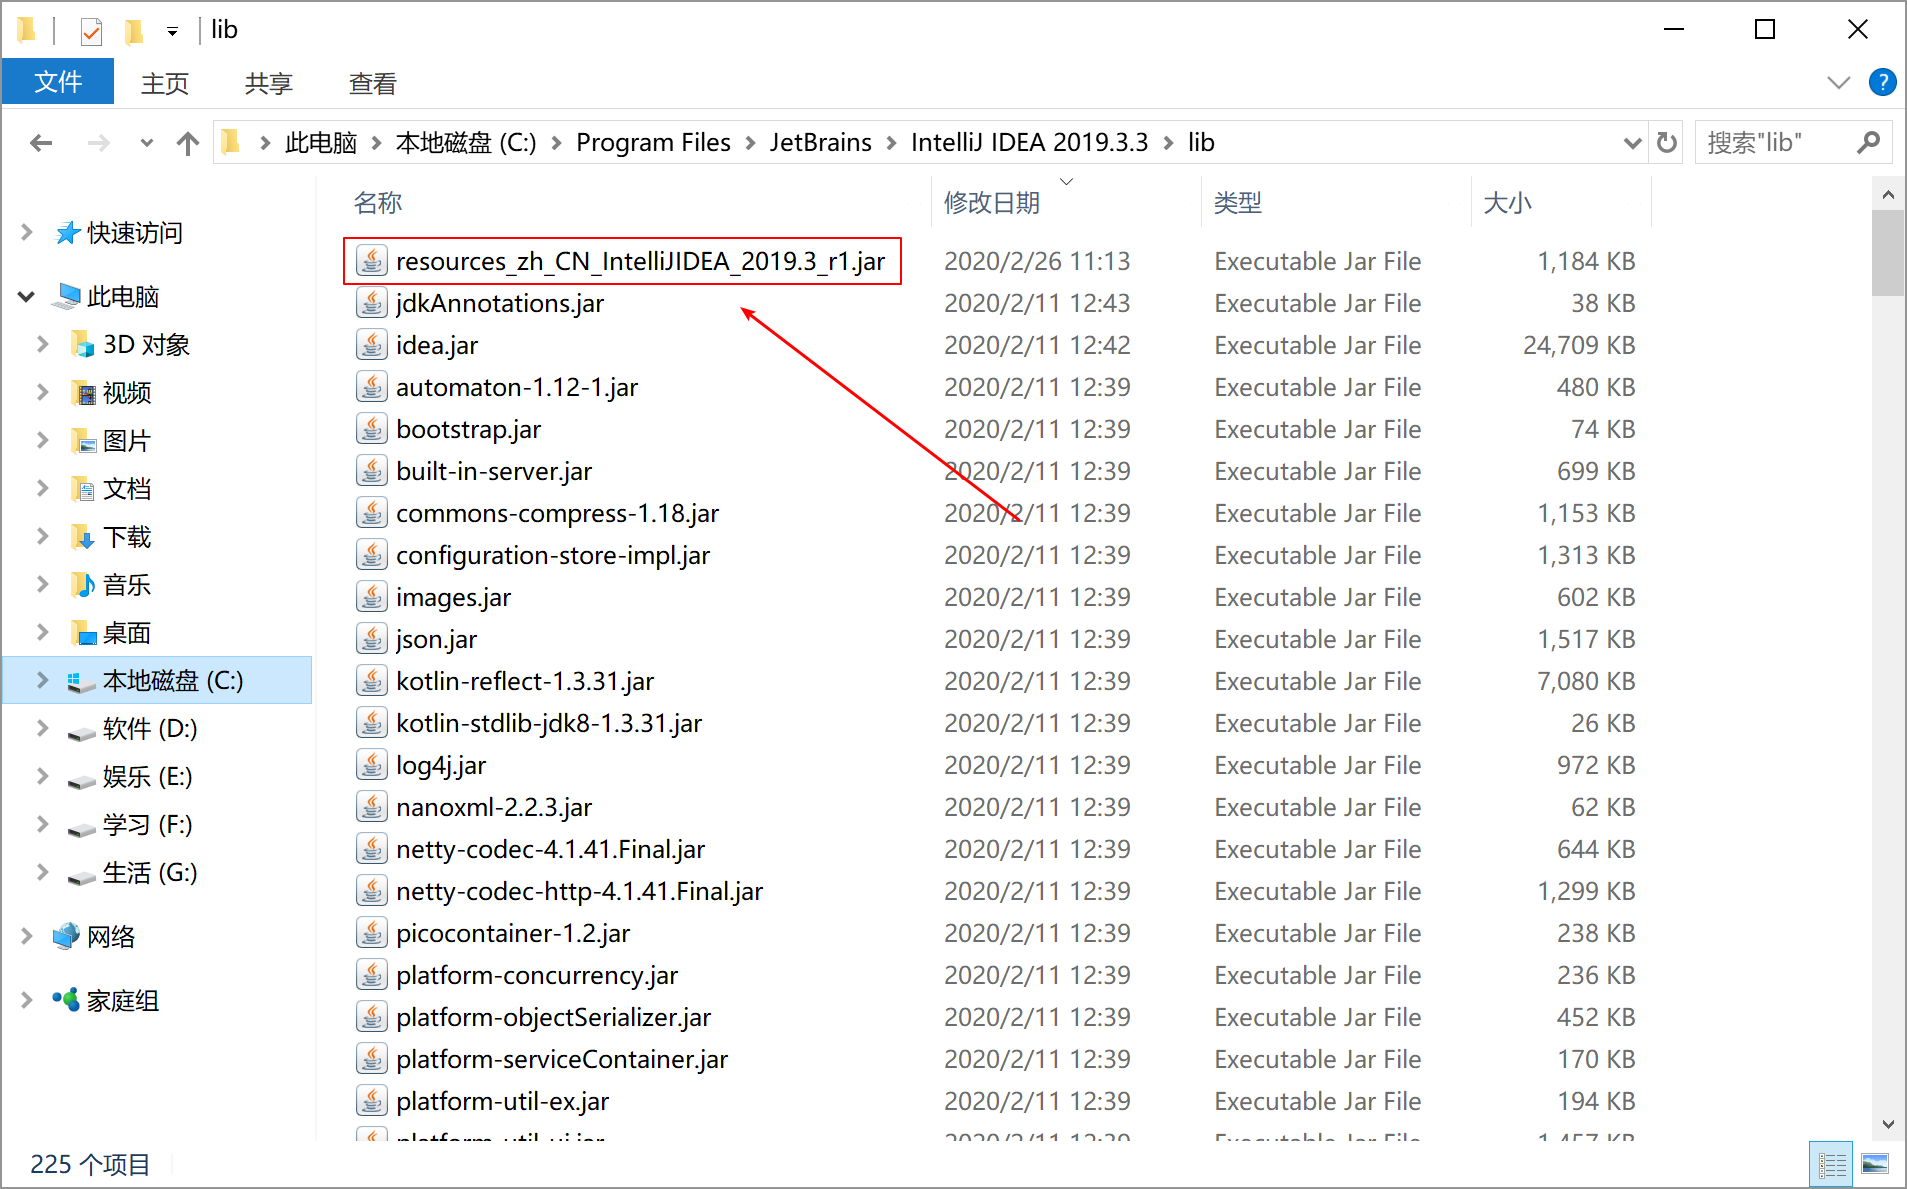 lib
文件 主页 共享 查看
此电脑 本地磁盘 (C:) Program Files JetBrains IntelliJ IDEA 2019.3.3 lib 搜索"lib"
名称 修改日期 类型 大小
快速访问
此电脑
3D 对象
视频
图片
文档
下载
音乐
桌面
本地磁盘 (C:)
软件 (D:)
娱乐 (E:)
学习 (F:)
生活 (G:)
网络
家庭组
resources_zh_CN_IntelliJIDEA_2019.3_r1.jar 2020/2/26 11:13 Executable Jar File 1,184 KB
jdkAnnotations.jar 2020/2/11 12:43 Executable Jar File 38 KB
idea.jar 2020/2/11 12:42 Executable Jar File 24,709 KB
automaton-1.12-1.jar 2020/2/11 12:39 Executable Jar File 480 KB
bootstrap.jar 2020/2/11 12:39 Executable Jar File 74 KB
built-in-server.jar 2020/2/11 12:39 Executable Jar File 699 KB
commons-compress-1.18.jar 2020/2/11 12:39 Executable Jar File 1,153 KB
configuration-store-impl.jar 2020/2/11 12:39 Executable Jar File 1,313 KB
images.jar 2020/2/11 12:39 Executable Jar File 602 KB
json.jar 2020/2/11 12:39 Executable Jar File 1,517 KB
kotlin-reflect-1.3.31.jar 2020/2/11 12:39 Executable Jar File 7,080 KB
kotlin-stdlib-jdk8-1.3.31.jar 2020/2/11 12:39 Executable Jar File 26 KB
log4j.jar 2020/2/11 12:39 Executable Jar File 972 KB
nanoxml-2.2.3.jar 2020/2/11 12:39 Executable Jar File 62 KB
netty-codec-4.1.41.Final.jar 2020/2/11 12:39 Executable Jar File 644 KB
netty-codec-http-4.1.41.Final.jar 2020/2/11 12:39 Executable Jar File 1,299 KB
picocontainer-1.2.jar 2020/2/11 12:39 Executable Jar File 238 KB
platform-concurrency.jar 2020/2/11 12:39 Executable Jar File 236 KB
platform-objectSerializer.jar 2020/2/11 12:39 Executable Jar File 452 KB
platform-serviceContainer.jar 2020/2/11 12:39 Executable Jar File 170 KB
platform-util-ex.jar 2020/2/11 12:39 Executable Jar File 194 KB
225 个项目